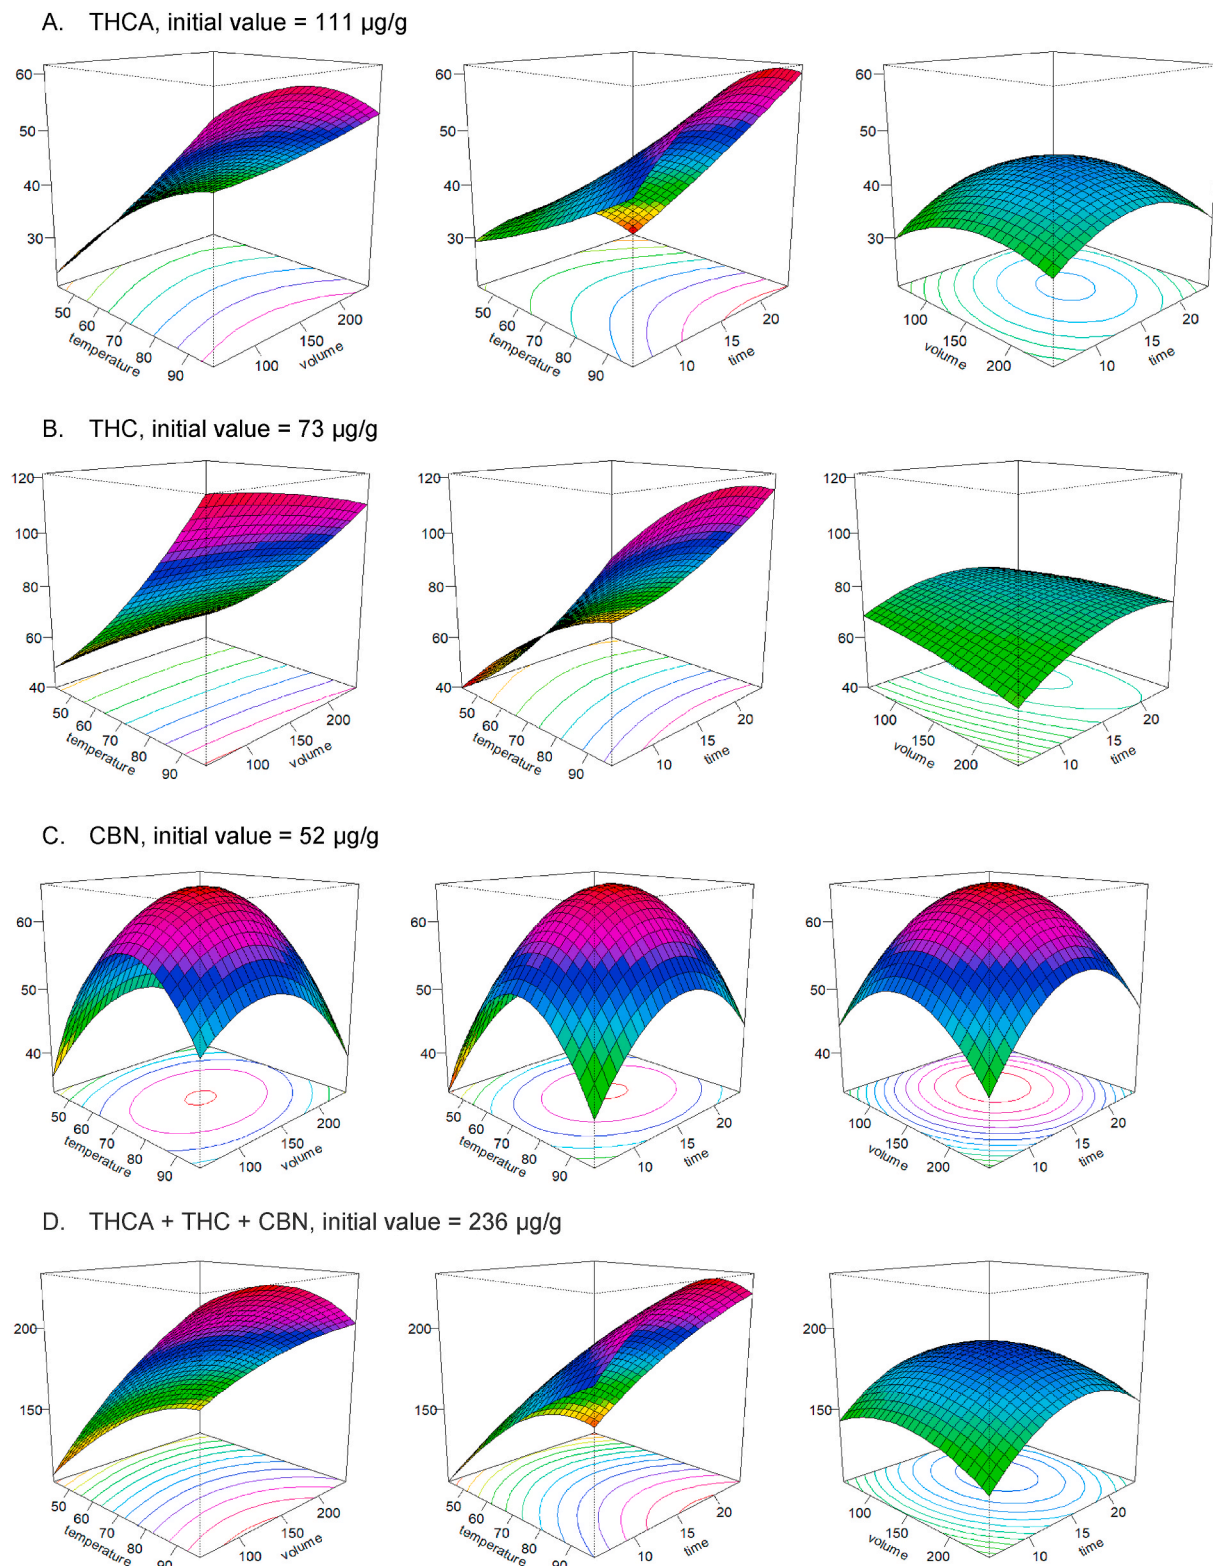 A. THCA, initial value = 111 µg/g
60 60 60
50 50 50
40 40 40
30 30 30
50 60 70 80 90 temperature 100 150 200 volume
50 60 70 80 90 temperature 10 15 20 time
100 150 200 volume 10 15 20 time
B. THC, initial value = 73 µg/g
120 120 120
100 100 100
80 80 80
60 60 60
40 40 40
50 60 70 80 90 temperature 100 150 200 volume
50 60 70 80 90 temperature 10 15 20 time
100 150 200 volume 10 15 20 time
C. CBN, initial value = 52 µg/g
60 60 60
50 50 50
40 40 40
50 60 70 80 90 temperature 100 150 200 volume
50 60 70 80 90 temperature 10 15 20 time
100 150 200 volume 10 15 20 time
D. THCA + THC + CBN, initial value = 236 µg/g
200 200 200
150 150 150
50 60 70 80 90 temperature 100 150 200 volume
50 60 70 80 90 temperature 10 15 20 time
100 150 200 volume 10 15 20 time